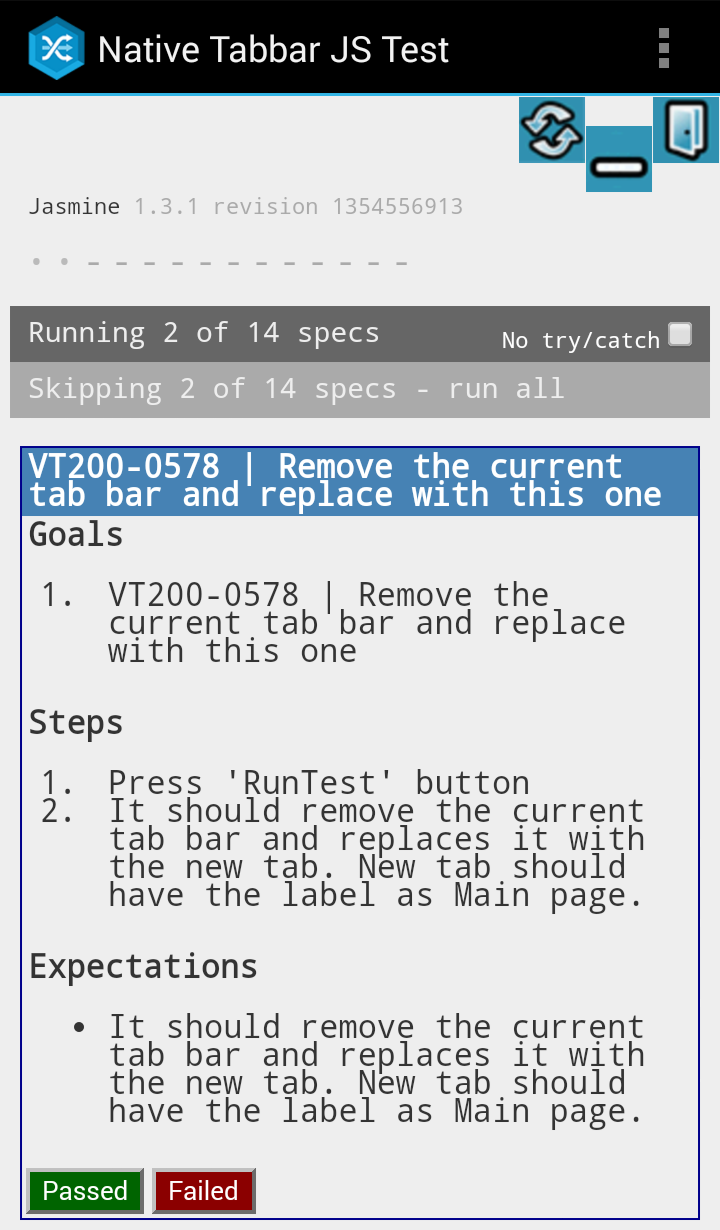 Native Tabbar JS Test
Jasmine 1.3.1 revision 1354556913
Running 2 of 14 specs
No try/catch
Skipping 2 of 14 specs - run all
VT200-0578 | Remove the current
tab bar and replace with this one
Goals
1. VT200-0578 | Remove the
current tab bar and replace
with this one
Steps
1. Press 'RunTest' button
2. It should remove the current
tab bar and replaces it with
the new tab. New tab should
have the label as Main page.
Expectations
• It should remove the current
tab bar and replaces it with
the new tab. New tab should
have the label as Main page.
Passed Failed